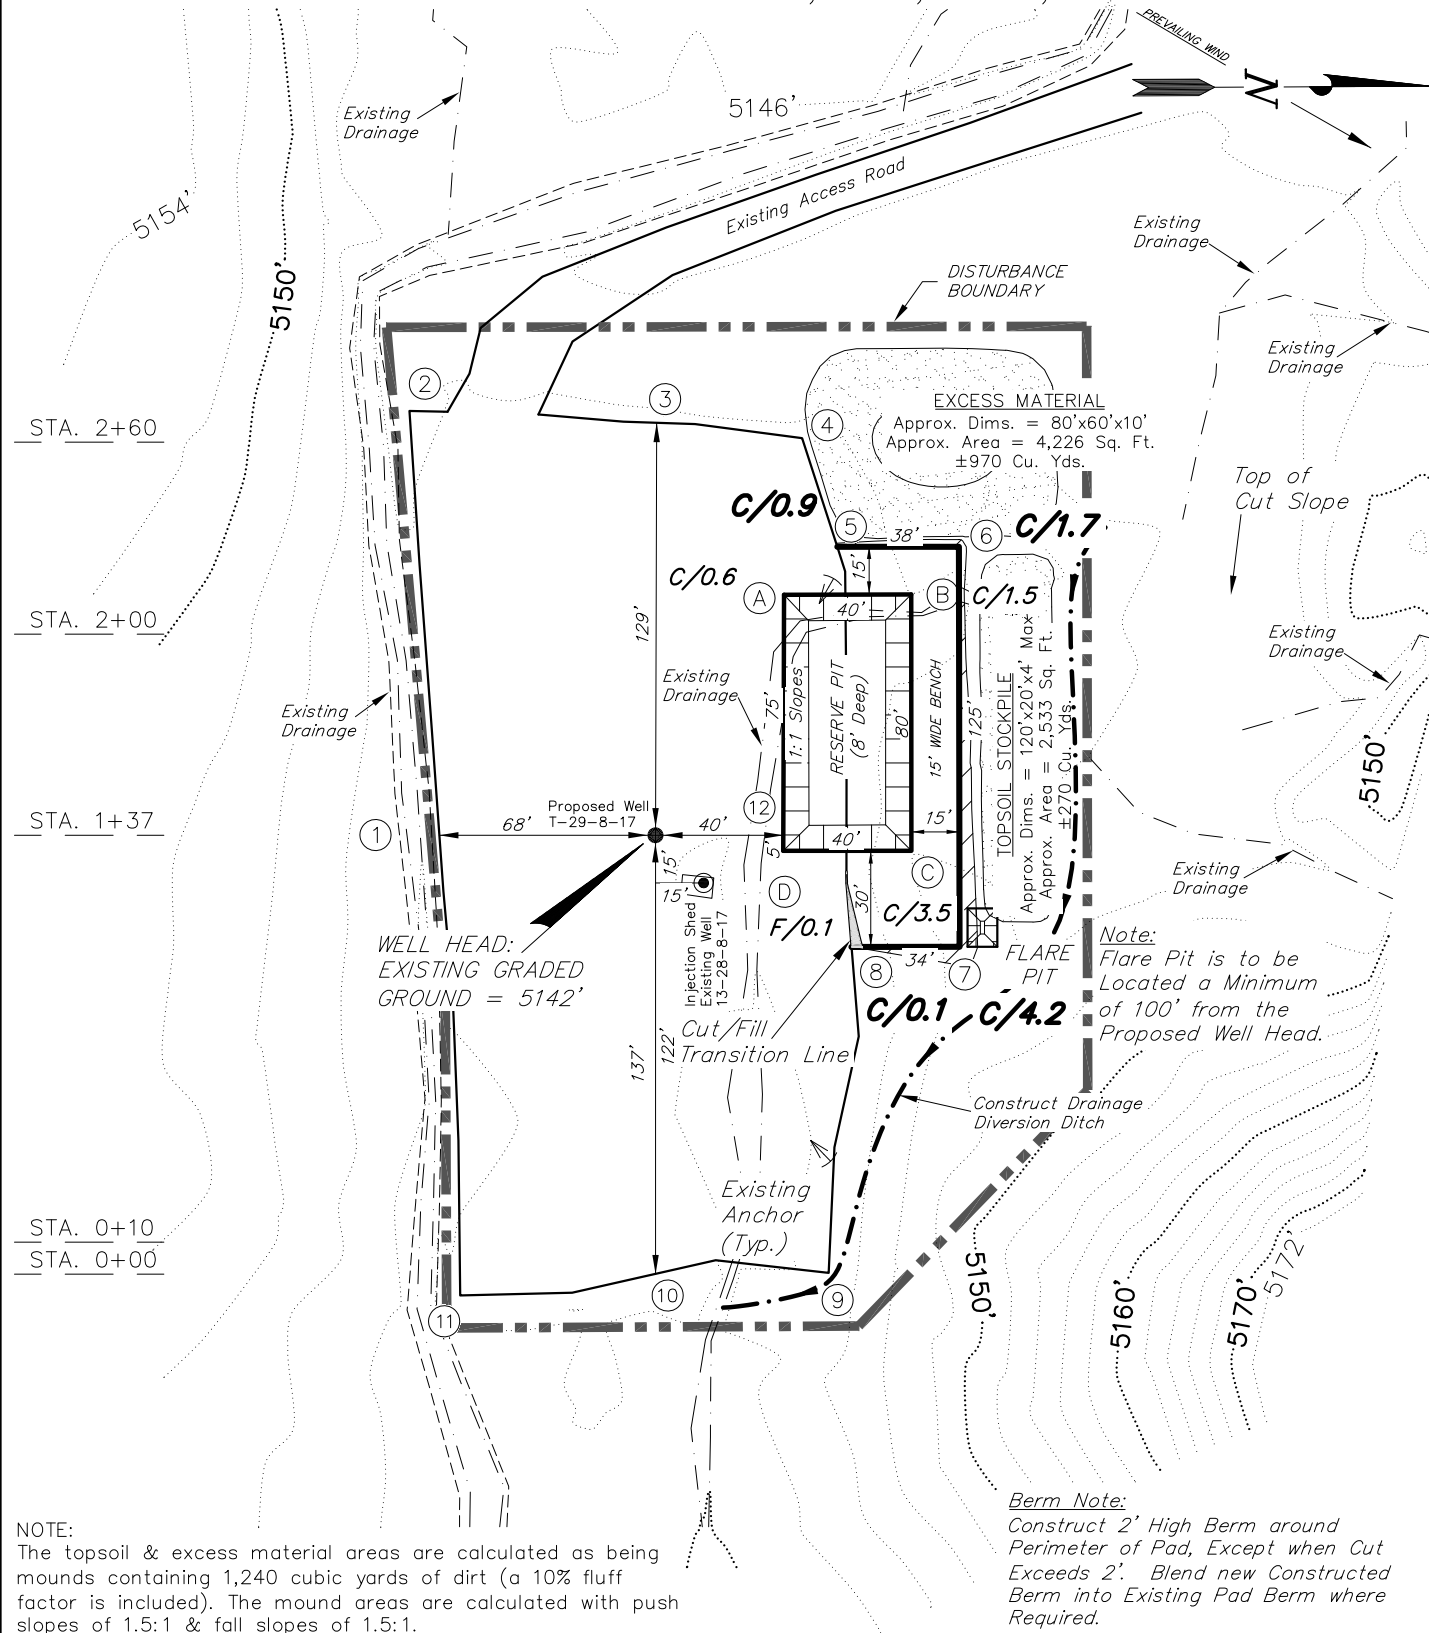 PREVAILING WIND
N
Existing
Drainage
5146'
Existing Access Road
5154'
5150'
Existing
Drainage
DISTURBANCE
BOUNDARY
Existing
Drainage
2
3
4
EXCESS MATERIAL
Approx. Dims. = 80'x60'x10'
Approx. Area = 4,226 Sq. Ft.
±970 Cu. Yds.
STA. 2+60
Top of
Cut Slope
C/0.9
5
38'
6
C/1.7
15'
C/0.6
A
40'
B
C/1.5
STA. 2+00
129'
Existing
Drainage
Existing
Drainage
75'
1:1 Slopes
RESERVE PIT
(8' Deep)
80'
15' WIDE BENCH
125'
TOPSOIL STOCKPILE
Approx. Dims. = 120'x20'x4' Max
Approx. Area = 2,533 Sq. Ft.
±270 Cu. Yds.
Existing
Drainage
5150'
STA. 1+37
1
68'
Proposed Well
T-29-8-17
40'
12
5'
40'
15'
15'
15'
Injection Shed
Existing Well
13-28-8-17
D
F/0.1
30'
C
C/3.5
Existing
Drainage
WELL HEAD:
EXISTING GRADED
GROUND = 5142'
8
34'
7
FLARE
PIT
Note:
Flare Pit is to be
Located a Minimum
of 100' from the
Proposed Well Head.
C/0.1
C/4.2
Cut/Fill
Transition Line
137'
122'
Construct Drainage
Diversion Ditch
Existing
Anchor
(Typ.)
STA. 0+10
STA. 0+00
10
9
11
5150'
5160'
5170'
5172'
NOTE:
The topsoil & excess material areas are calculated as being
mounds containing 1,240 cubic yards of dirt (a 10% fluff
factor is included). The mound areas are calculated with push
slopes of 1.5:1 & fall slopes of 1.5:1.
Berm Note:
Construct 2' High Berm around
Perimeter of Pad, Except when Cut
Exceeds 2'. Blend new Constructed
Berm into Existing Pad Berm where
Required.